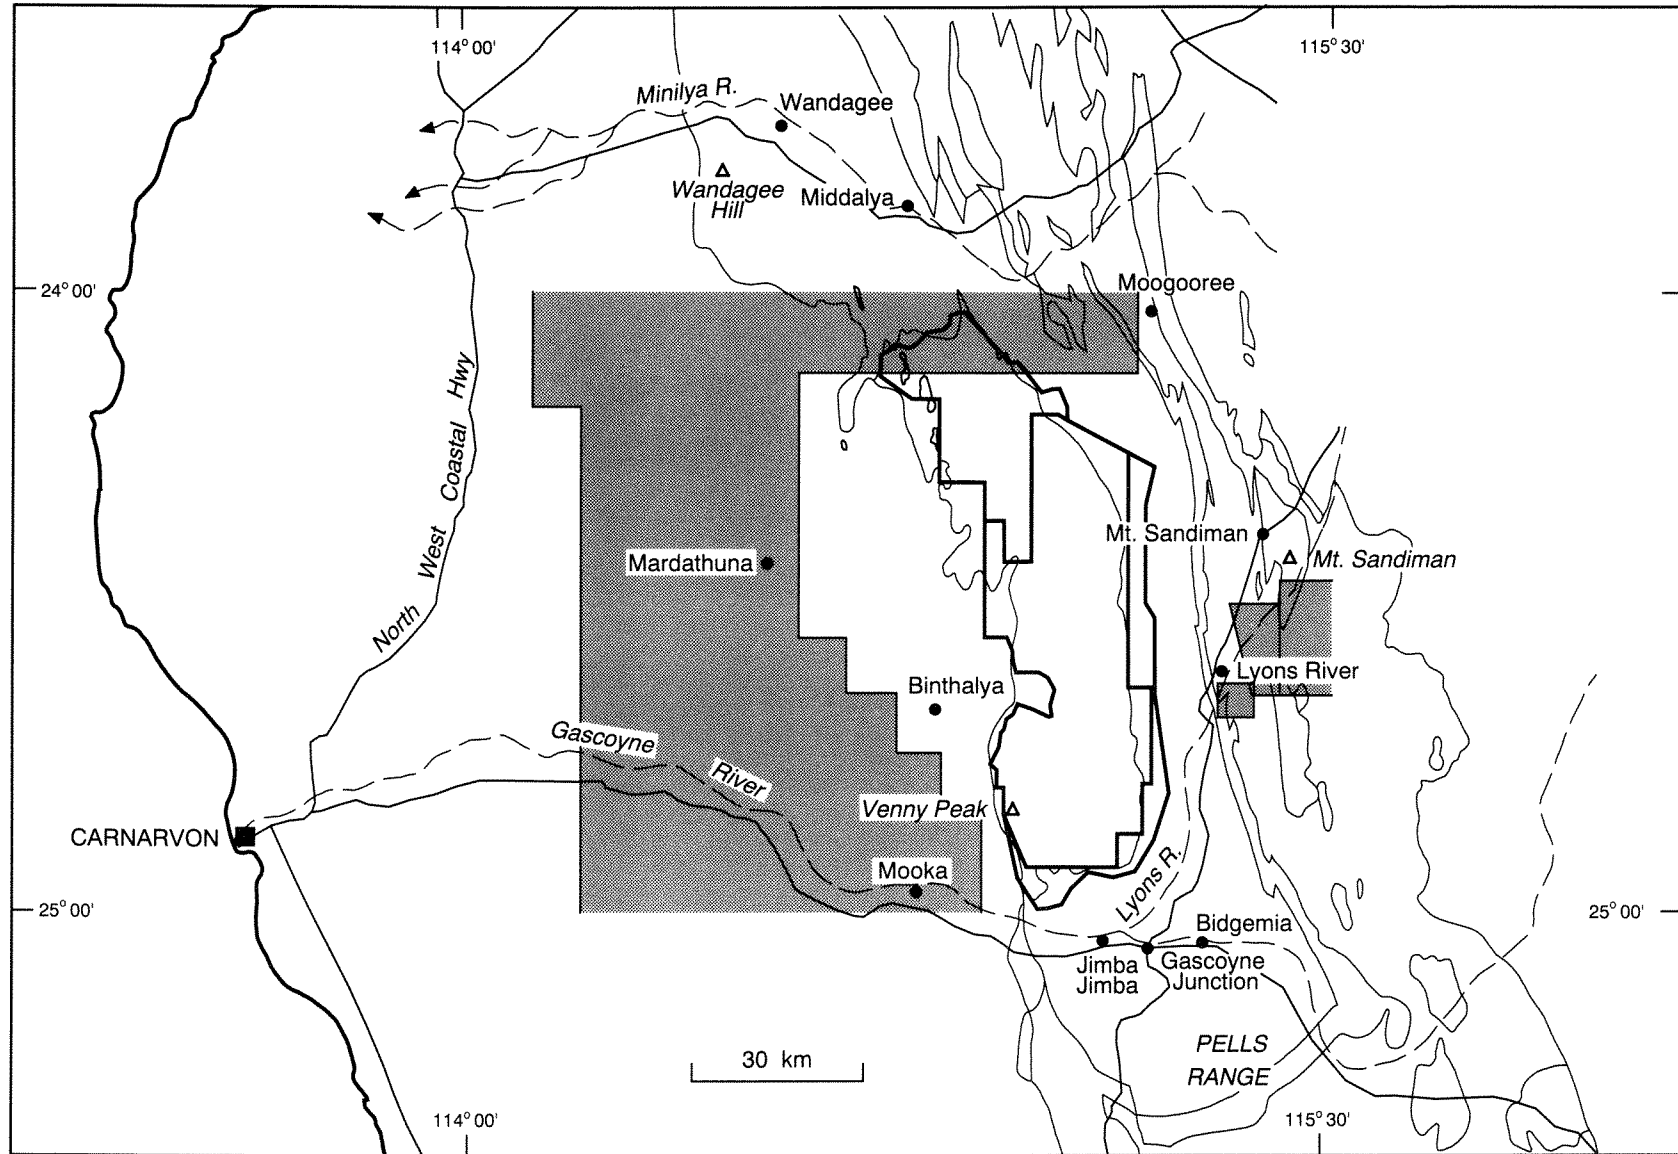 114° 00'
115° 30'
Minilya R.
Wandagee
Wandagee
Hill
Middalya
Moogooree
24° 00'
North West Coastal Hwy
Mt. Sandiman
Mt. Sandiman
Mardathuna
Lyons River
Binthalya
Gascoyne River
Venny Peak
CARNARVON
Mooka
Lyons R.
25° 00'
25° 00'
Bidgemia
Jimba
Jimba
Gascoyne
Junction
PELLS
RANGE
30 km
114° 00'
115° 30'